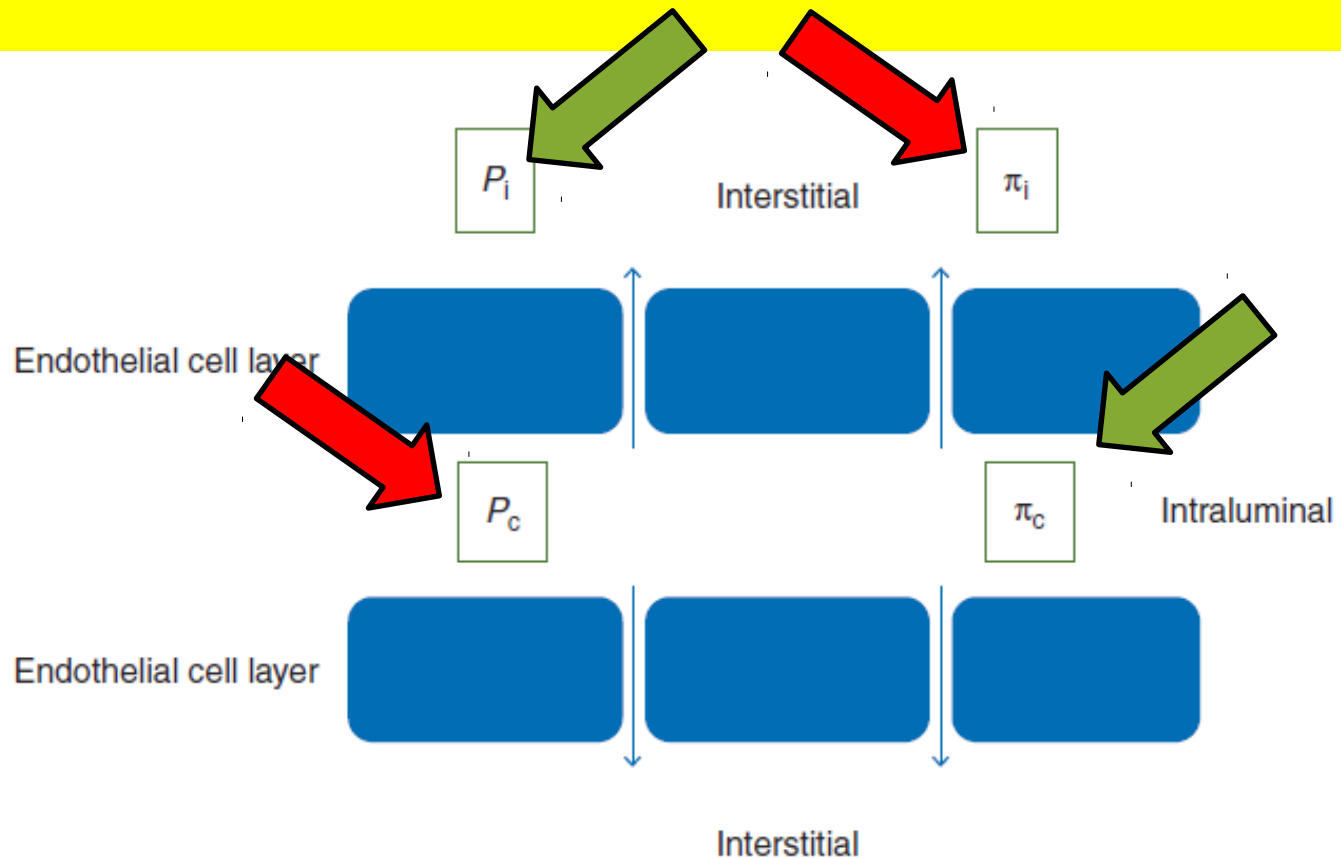 Pi
Interstitial
πi
Endothelial cell layer
Pc
πc
Intraluminal
Endothelial cell layer
Interstitial